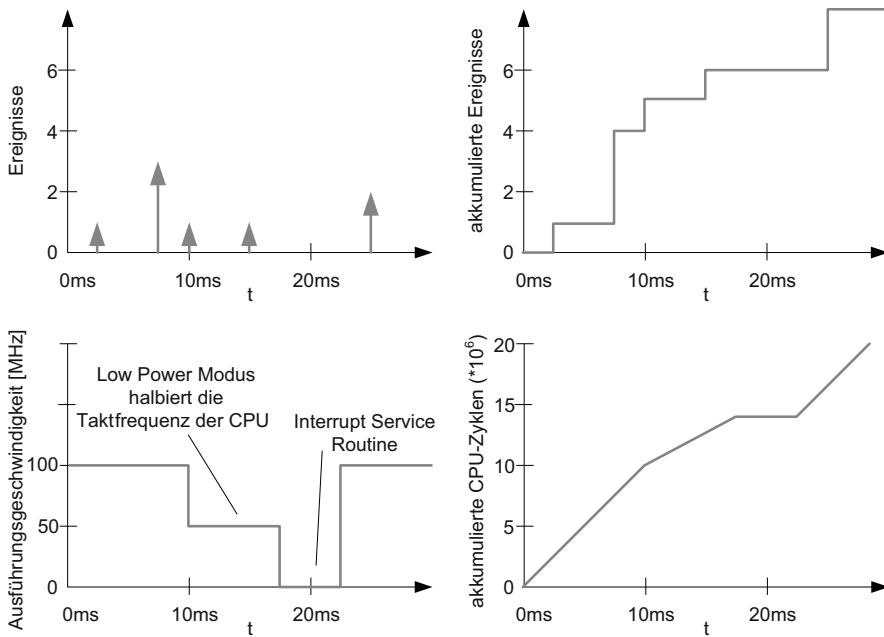 Ereignisse
6
4
2
0
0ms
10ms
20ms
t
akkumulierte Ereignisse
6
4
2
0
0ms
10ms
20ms
t
Ausführungsgeschwindigkeit [MHz]
100
50
0
Low Power Modus
halbiert die
Taktfrequenz der CPU
Interrupt Service
Routine
0ms
10ms
20ms
t
akkumulierte CPU-Zyklen (*10⁶)
20
15
10
5
0
0ms
10ms
20ms
t